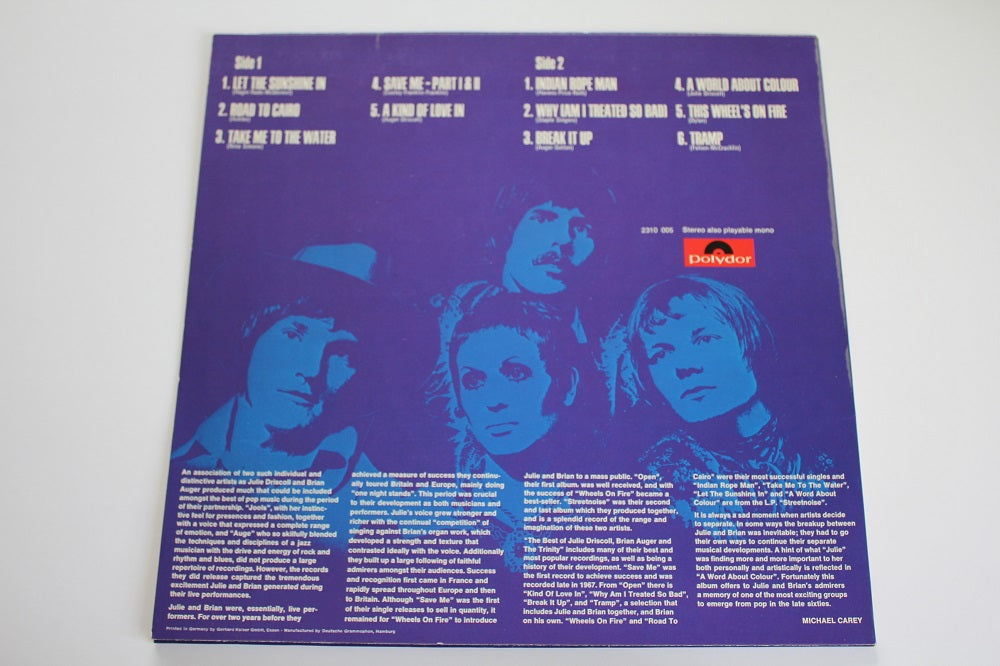 Side 1
1. LET THE SUNSHINE IN
2. ROAD TO CAIRO
3. TAKE ME TO THE WATER
(Nina Simone)
4. SAVE ME – PART I & II
5. A KIND OF LOVE IN
Side 2
1. INDIAN ROPE MAN
2. WHY (AM I TREATED SO BAD)
(Staple Singers)
3. BREAK IT UP
4. A WORLD ABOUT COLOUR
(Julie Driscoll)
5. THIS WHEEL'S ON FIRE
6. TRAMP
2310 005 Stereo also playable mono
Polydor
An association of two such individual and
distinctive artists as Julie Driscoll and Brian
Auger produced much that could be included
amongst the best of pop music during the period
of their partnership. "Jools", with her instinc-
tive feel for presences and fashion, together
with a voice that expressed a complete range
of emotion, and "Auge" who so skilfully blended
the techniques and disciplines of a jazz
musician with the drive and energy of rock and
rhythm and blues, did not produce a large
repertoire of recordings. However, the records
they did release captured the tremendous
excitement Julie and Brian generated during
their live performances.
Julie and Brian were, essentially, live per-
formers. For over two years before they
achieved a measure of success they continu-
ally toured Britain and Europe, mainly doing
"one night stands". This period was crucial
to their development as both musicians and
performers. Julie's voice grew stronger and
richer with the continual "competition" of
singing against Brian's organ work, which
developed a strength and texture that
contrasted ideally with the voice. Additionally
they built up a large following of faithful
admirers amongst their audiences. Success
and recognition first came in France and
rapidly spread throughout Europe and then
to Britain. Although "Save Me" was the first
of their single releases to sell in quantity, it
remained for "Wheels On Fire" to introduce
Julie and Brian to a mass public. "Open",
their first album, was well received, and with
the success of "Wheels On Fire" became a
best-seller. "Streetnoise" was their second
and last album which they produced together,
and is a splendid record of the range and
imagination of these two artists.
"The Best of Julie Driscoll, Brian Auger and
The Trinity" includes many of their best and
most popular recordings, as well as being a
history of their development. "Save Me" was
the first record to achieve success and was
recorded late in 1967. From "Open" there is
"Kind Of Love In", "Why Am I Treated So Bad",
"Break It Up", and "Tramp", a selection that
includes Julie and Brian together, and Brian
on his own. "Wheels On Fire" and "Road To
Cairo" were their most successful singles and
"Indian Rope Man", "Take Me To The Water",
"Let The Sunshine In" and "A Word About
Colour" are from the L.P. "Streetnoise".
It is always a sad moment when artists decide
to separate. In some ways the breakup between
Julie and Brian was inevitable; they had to go
their own ways to continue their separate
musical developments. A hint of what "Julie"
was finding more and more important to her
both personally and artistically is reflected in
"A Word About Colour". Fortunately this
album offers to Julie and Brian's admirers
a memory of one of the most exciting groups
to emerge from pop in the late sixties.
MICHAEL CAREY
Printed in Germany by Gerhard Kaiser GmbH, Essen - Manufactured by Deutsche Grammophon, Hamburg